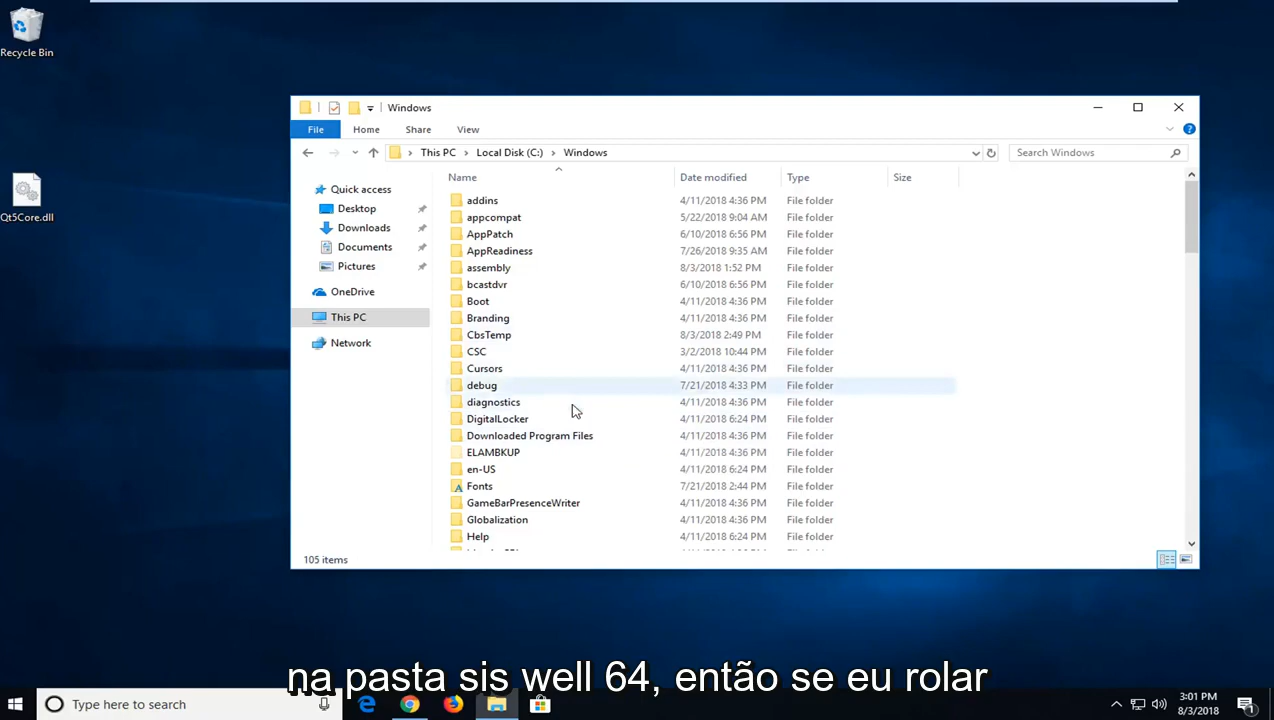 Recycle Bin
Qt5Core.dll
Windows
File Home Share View
This PC > Local Disk (C:) > Windows
Search Windows
Name Date modified Type Size
Quick access
Desktop
Downloads
Documents
Pictures
OneDrive
This PC
Network
addins 4/11/2018 4:36 PM File folder
appcompat 5/22/2018 9:04 AM File folder
AppPatch 6/10/2018 6:56 PM File folder
AppReadiness 7/26/2018 9:35 AM File folder
assembly 8/3/2018 1:52 PM File folder
bcastdvr 6/10/2018 6:56 PM File folder
Boot 4/11/2018 4:36 PM File folder
Branding 4/11/2018 4:36 PM File folder
CbsTemp 8/3/2018 2:49 PM File folder
CSC 3/2/2018 10:44 PM File folder
Cursors 4/11/2018 4:36 PM File folder
debug 7/21/2018 4:33 PM File folder
diagnostics 4/11/2018 4:36 PM File folder
DigitalLocker 4/11/2018 6:24 PM File folder
Downloaded Program Files 4/11/2018 4:36 PM File folder
ELAMBKUP 4/11/2018 4:36 PM File folder
en-US 4/11/2018 6:24 PM File folder
Fonts 7/21/2018 2:44 PM File folder
GameBarPresenceWriter 4/11/2018 4:36 PM File folder
Globalization 4/11/2018 4:36 PM File folder
Help 4/11/2018 6:24 PM File folder
105 items
na pasta sis well 64, então se eu rolar
Type here to search
3:01 PM
8/3/2018
1